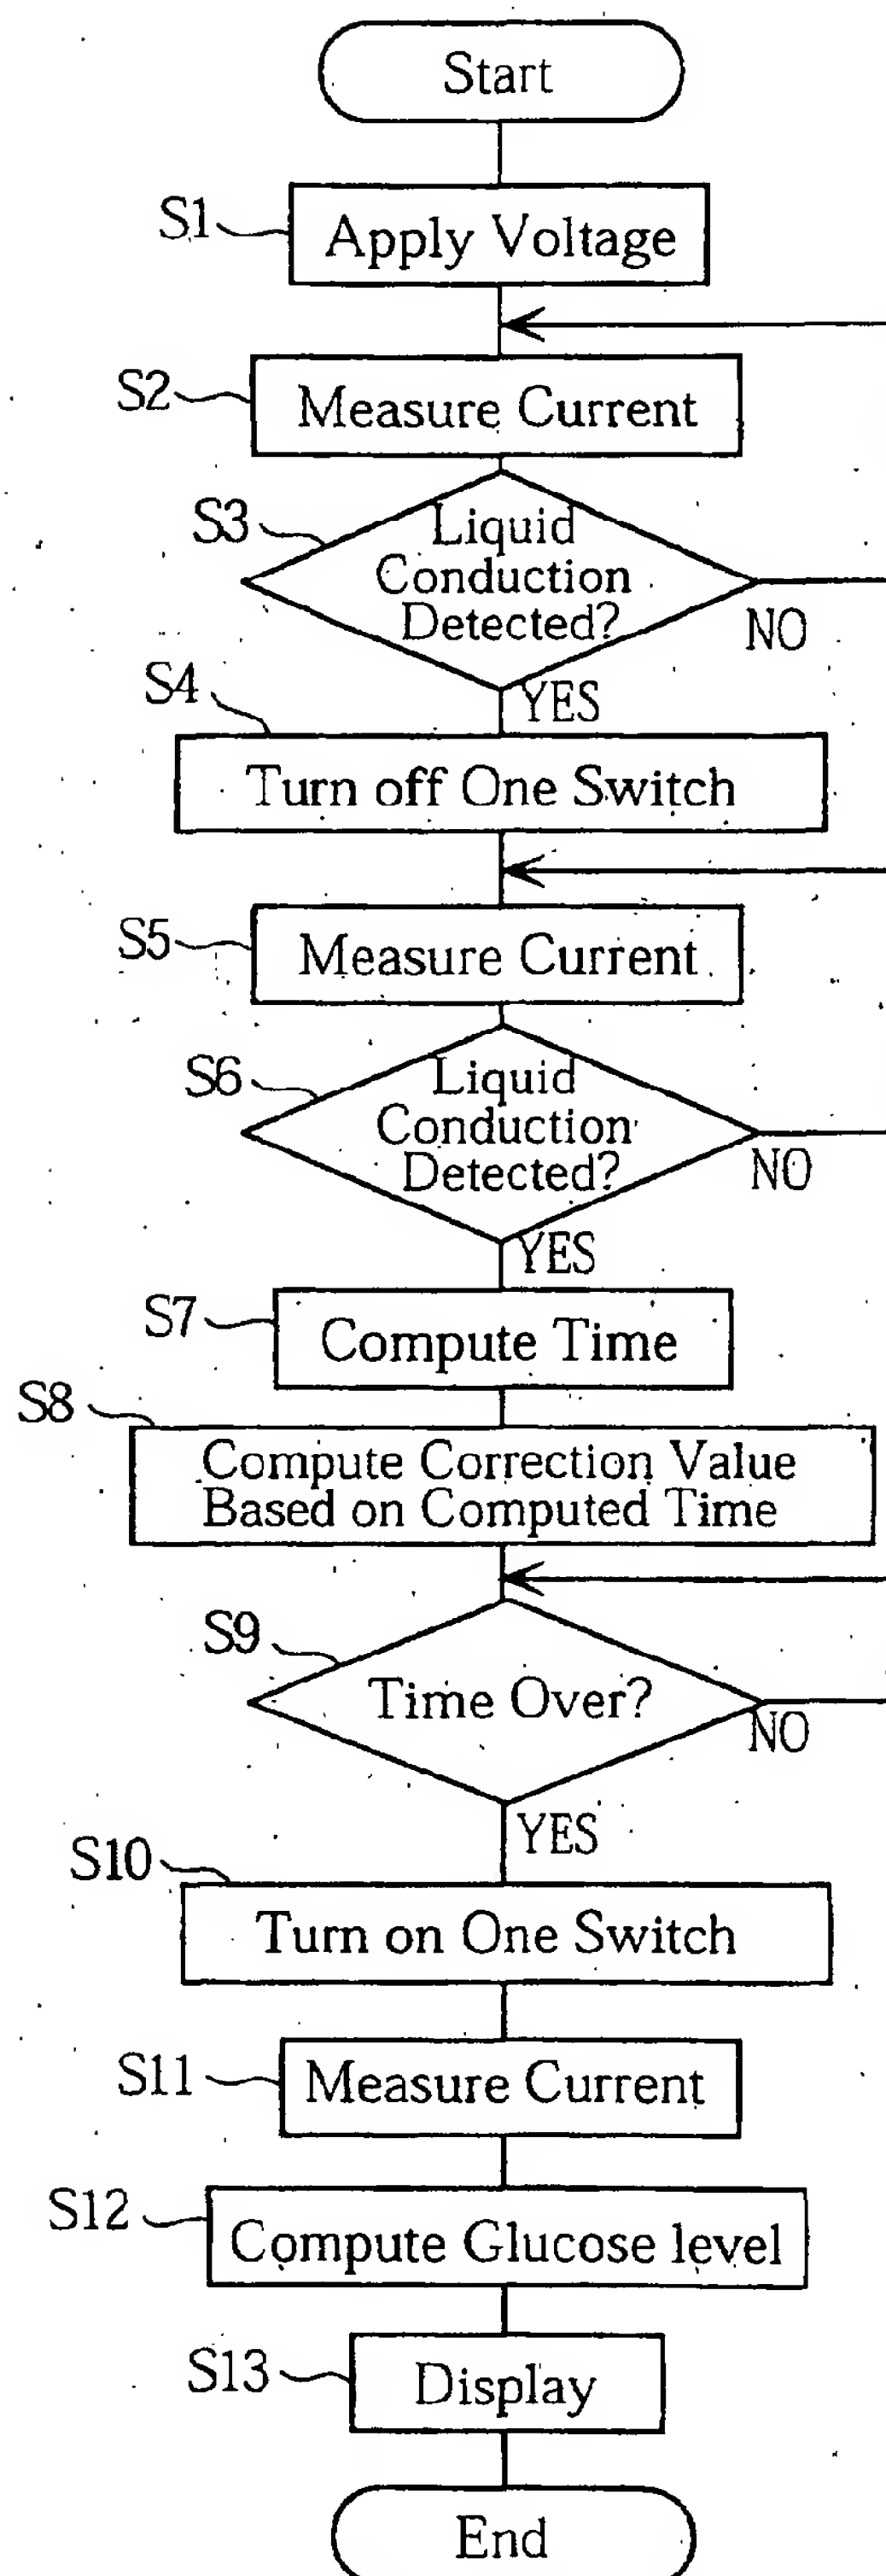 Start
S1
Apply Voltage
S2
Measure Current
S3
Liquid
Conduction
Detected?
NO
YES
S4
Turn off One Switch
S5
Measure Current
S6
Liquid
Conduction
Detected?
NO
YES
S7
Compute Time
S8
Compute Correction Value
Based on Computed Time
S9
Time Over?
NO
YES
S10
Turn on One Switch
S11
Measure Current
S12
Compute Glucose level
S13
Display
End